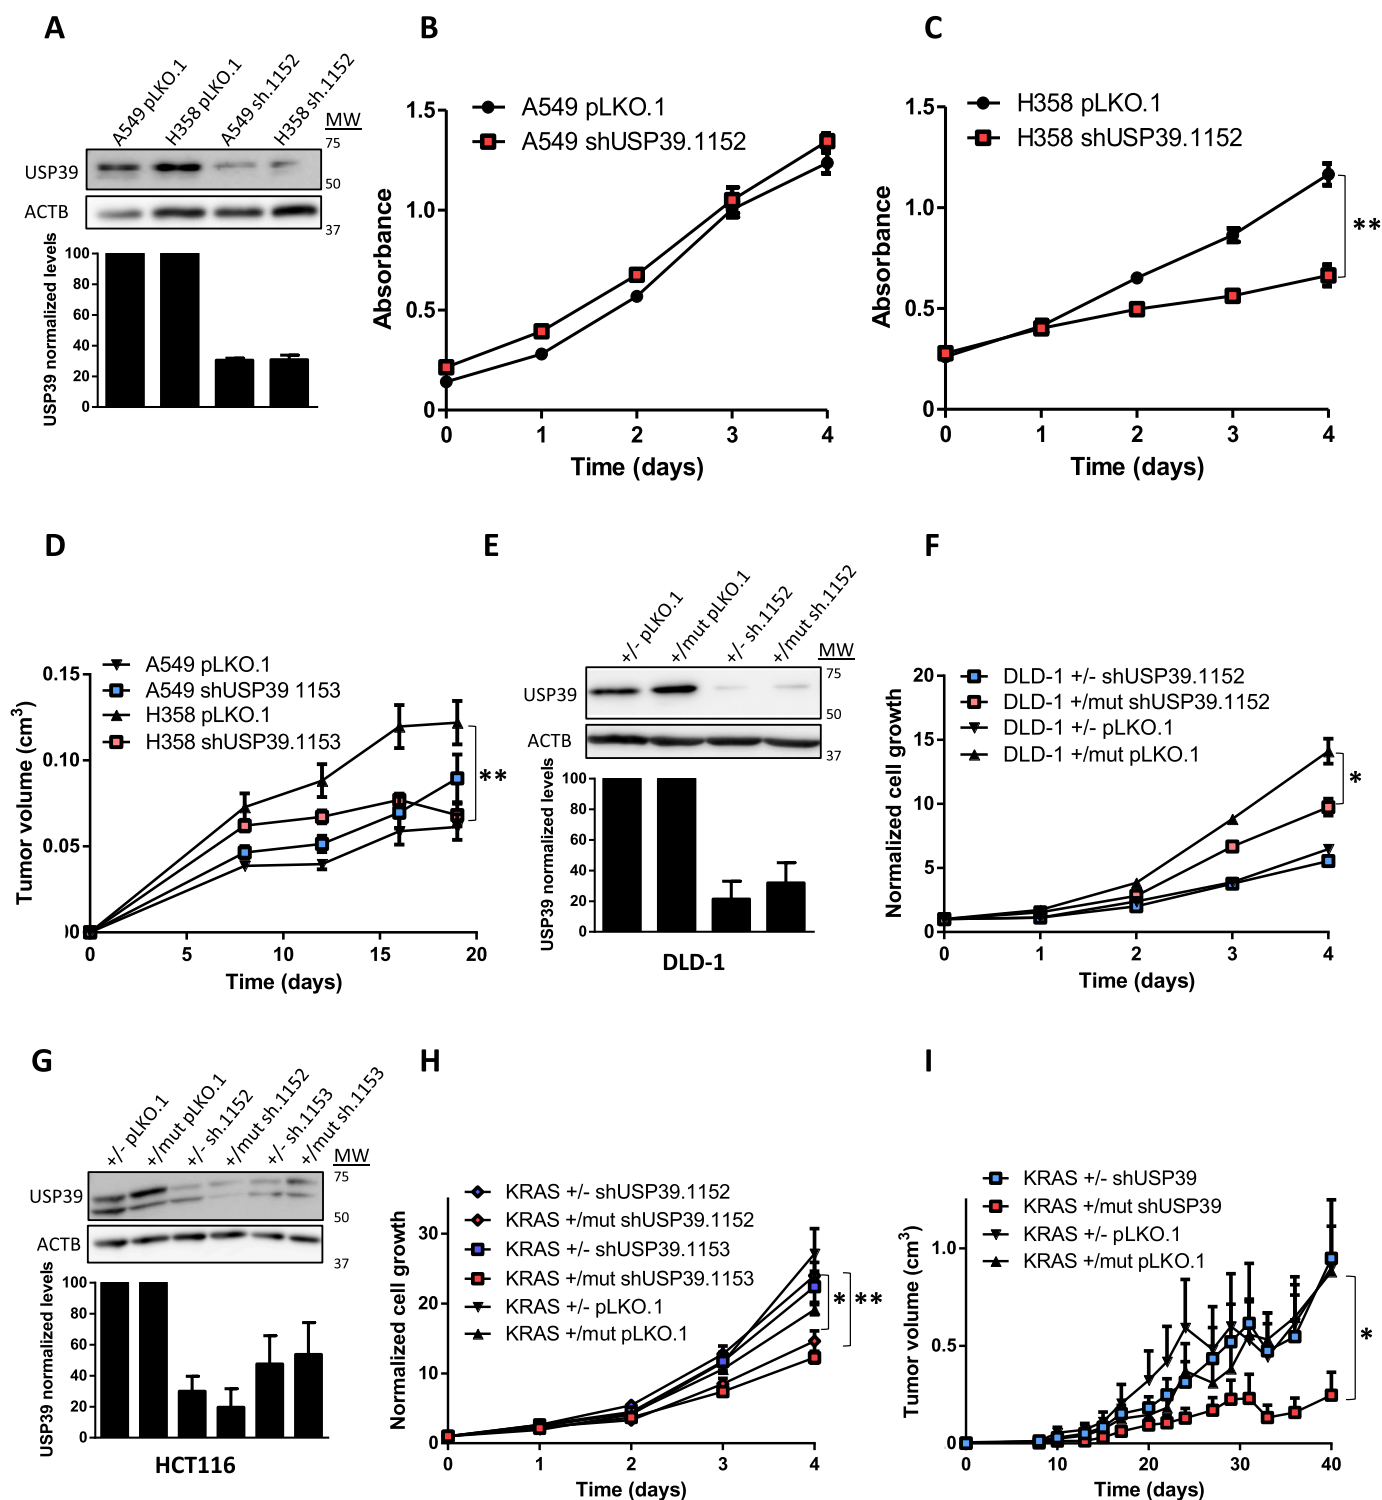 A
A549 pLKO.1
H358 pLKO.1
A549 sh.1152
H358 sh.1152
MW
75
USP39
50
ACTB
37
USP39 normalized levels
100
80
60
40
20
0
B
A549 pLKO.1
A549 shUSP39.1152
Absorbance
1.5
1.0
0.5
0
0 1 2 3 4
Time (days)
C
H358 pLKO.1
H358 shUSP39.1152
Absorbance
1.5
1.0
0.5
0
**
0 1 2 3 4
Time (days)
D
A549 pLKO.1
A549 shUSP39 1153
H358 pLKO.1
H358 shUSP39.1153
Tumor volume (cm3)
0.15
0.10
0.05
**
0 5 10 15 20
Time (days)
E
+/- pLKO.1
+/mut pLKO.1
+/- sh.1152
+/mut sh.1152
MW
75
USP39
50
ACTB
37
USP39 normalized levels
100
80
60
40
20
0
DLD-1
F
DLD-1 +/- shUSP39.1152
DLD-1 +/mut shUSP39.1152
DLD-1 +/- pLKO.1
DLD-1 +/mut pLKO.1
Normalized cell growth
20
15
10
5
0
*
0 1 2 3 4
Time (days)
G
+/- pLKO.1
+/mut pLKO.1
+/- sh.1152
+/mut sh.1152
+/- sh.1153
+/mut sh.1153
MW
75
USP39
50
ACTB
37
USP39 normalized levels
100
80
60
40
20
0
HCT116
H
KRAS +/- shUSP39.1152
KRAS +/mut shUSP39.1152
KRAS +/- shUSP39.1153
KRAS +/mut shUSP39.1153
KRAS +/- pLKO.1
KRAS +/mut pLKO.1
Normalized cell growth
30
20
10
0
* **
0 1 2 3 4
Time (days)
I
KRAS +/- shUSP39
KRAS +/mut shUSP39
KRAS +/- pLKO.1
KRAS +/mut pLKO.1
Tumor volume (cm3)
1.0
0.5
0
*
0 10 20 30 40
Time (days)